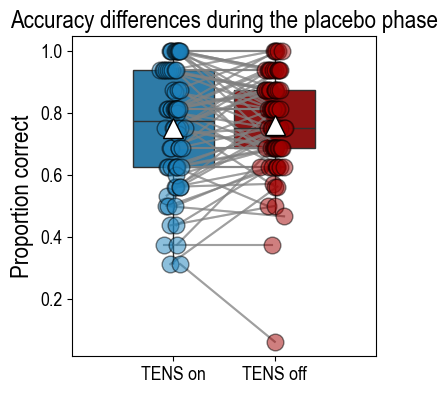 Accuracy differences during the placebo phase
Proportion correct
1.0
0.8
0.6
0.4
0.2
TENS on
TENS off